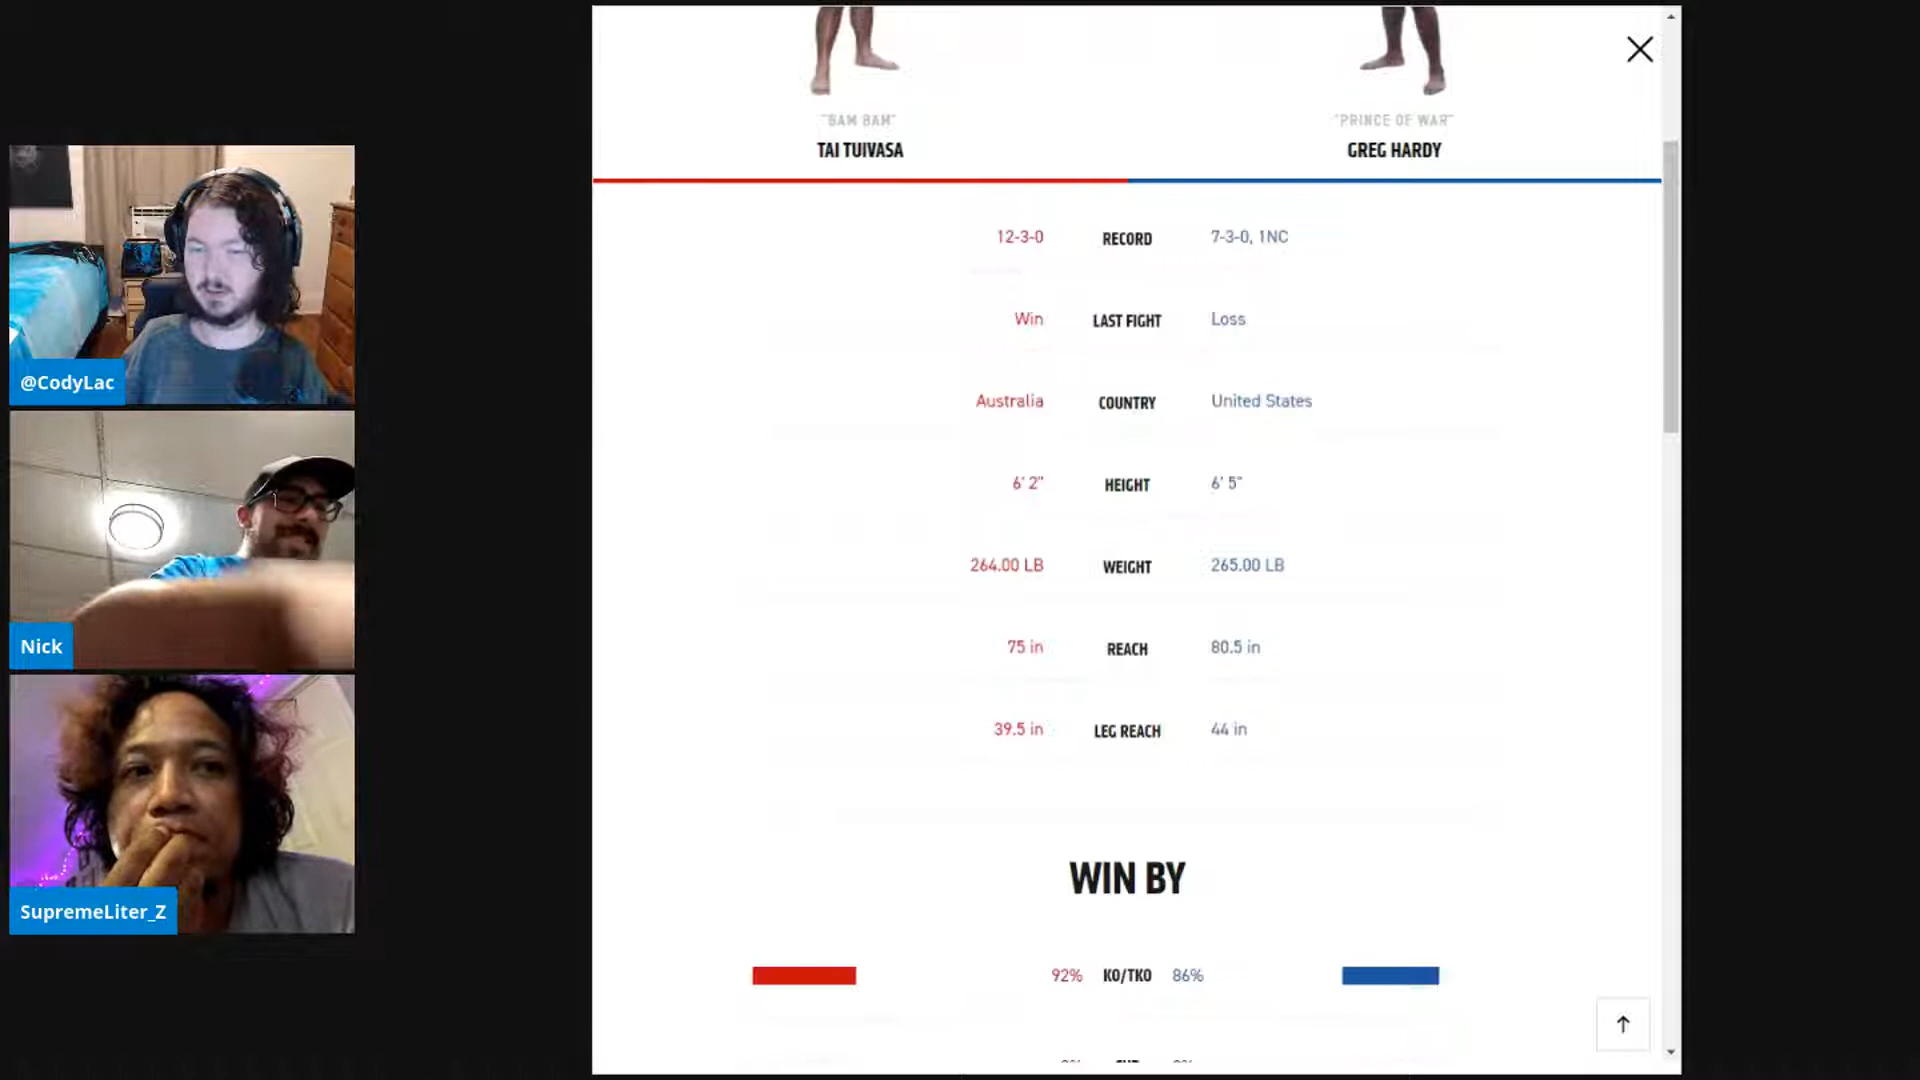 "BAM BAM"
TAI TUIVASA
"PRINCE OF WAR"
GREG HARDY
12-3-0 RECORD 7-3-0, 1NC
Win LAST FIGHT Loss
Australia COUNTRY United States
6' 2" HEIGHT 6' 5"
264.00 LB WEIGHT 265.00 LB
75 in REACH 80.5 in
39.5 in LEG REACH 44 in
WIN BY
92% KO/TKO 86%
@CodyLac
Nick
SupremeLiter_Z